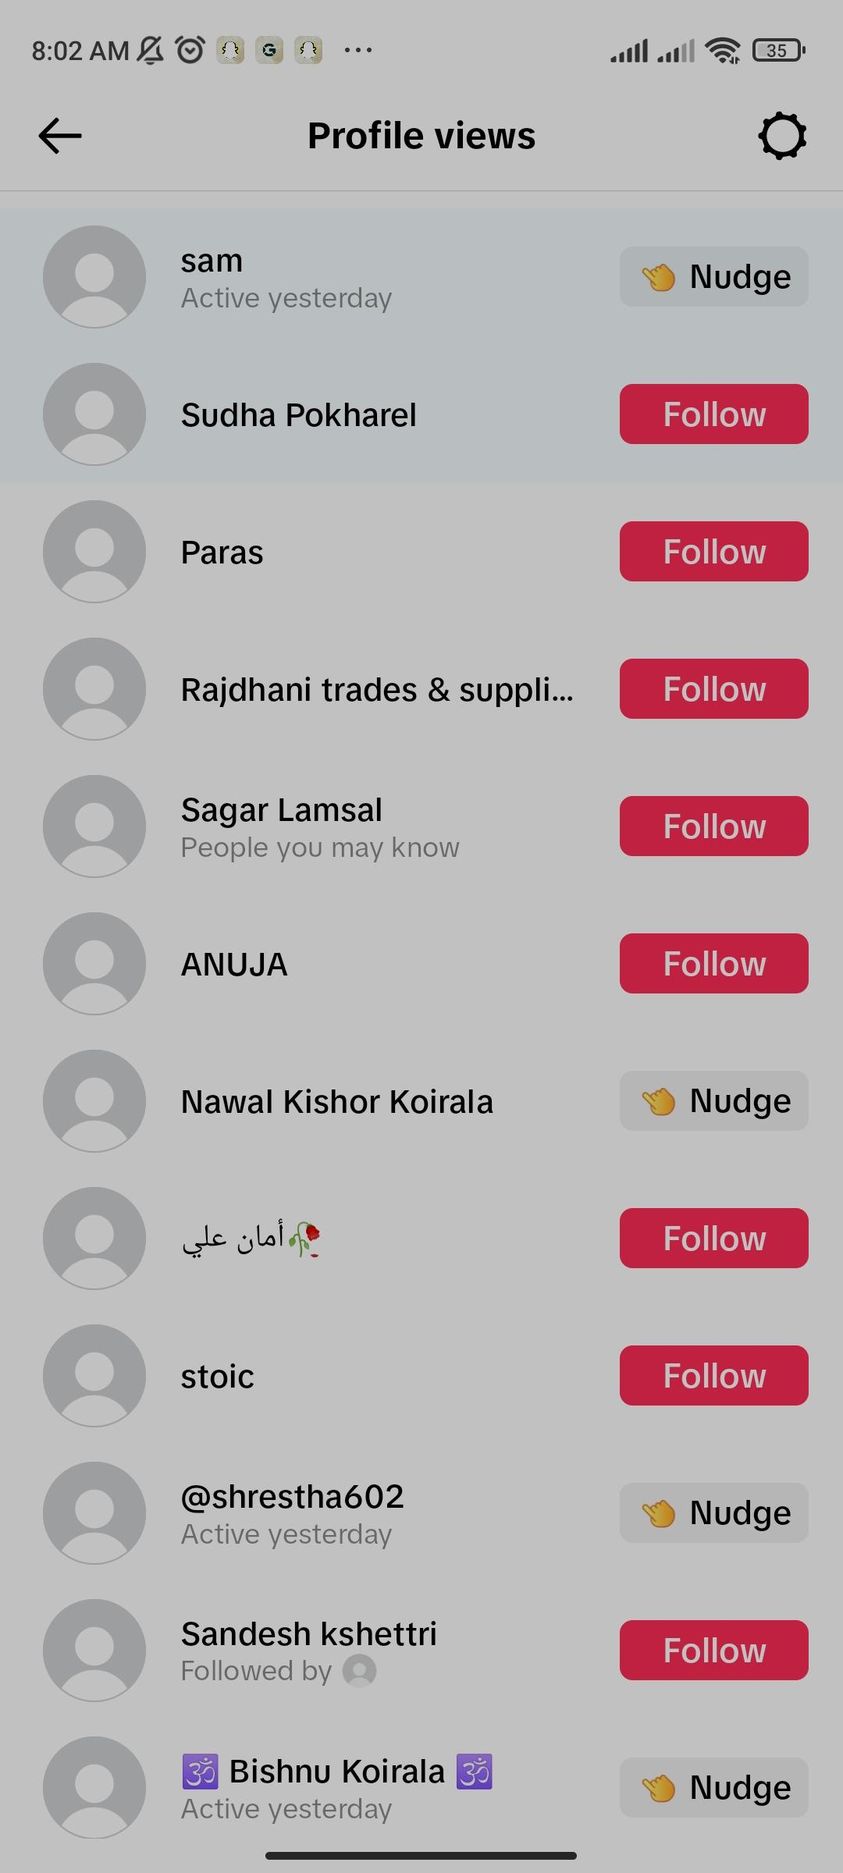 8:02 AM
35
Profile views
sam
Active yesterday
Nudge
Sudha Pokharel
Follow
Paras
Follow
Rajdhani trades & suppli...
Follow
Sagar Lamsal
People you may know
Follow
ANUJA
Follow
Nawal Kishor Koirala
Nudge
أمان علي🥀
Follow
stoic
Follow
@shrestha602
Active yesterday
Nudge
Sandesh kshettri
Followed by
Follow
🕉 Bishnu Koirala 🕉
Active yesterday
Nudge